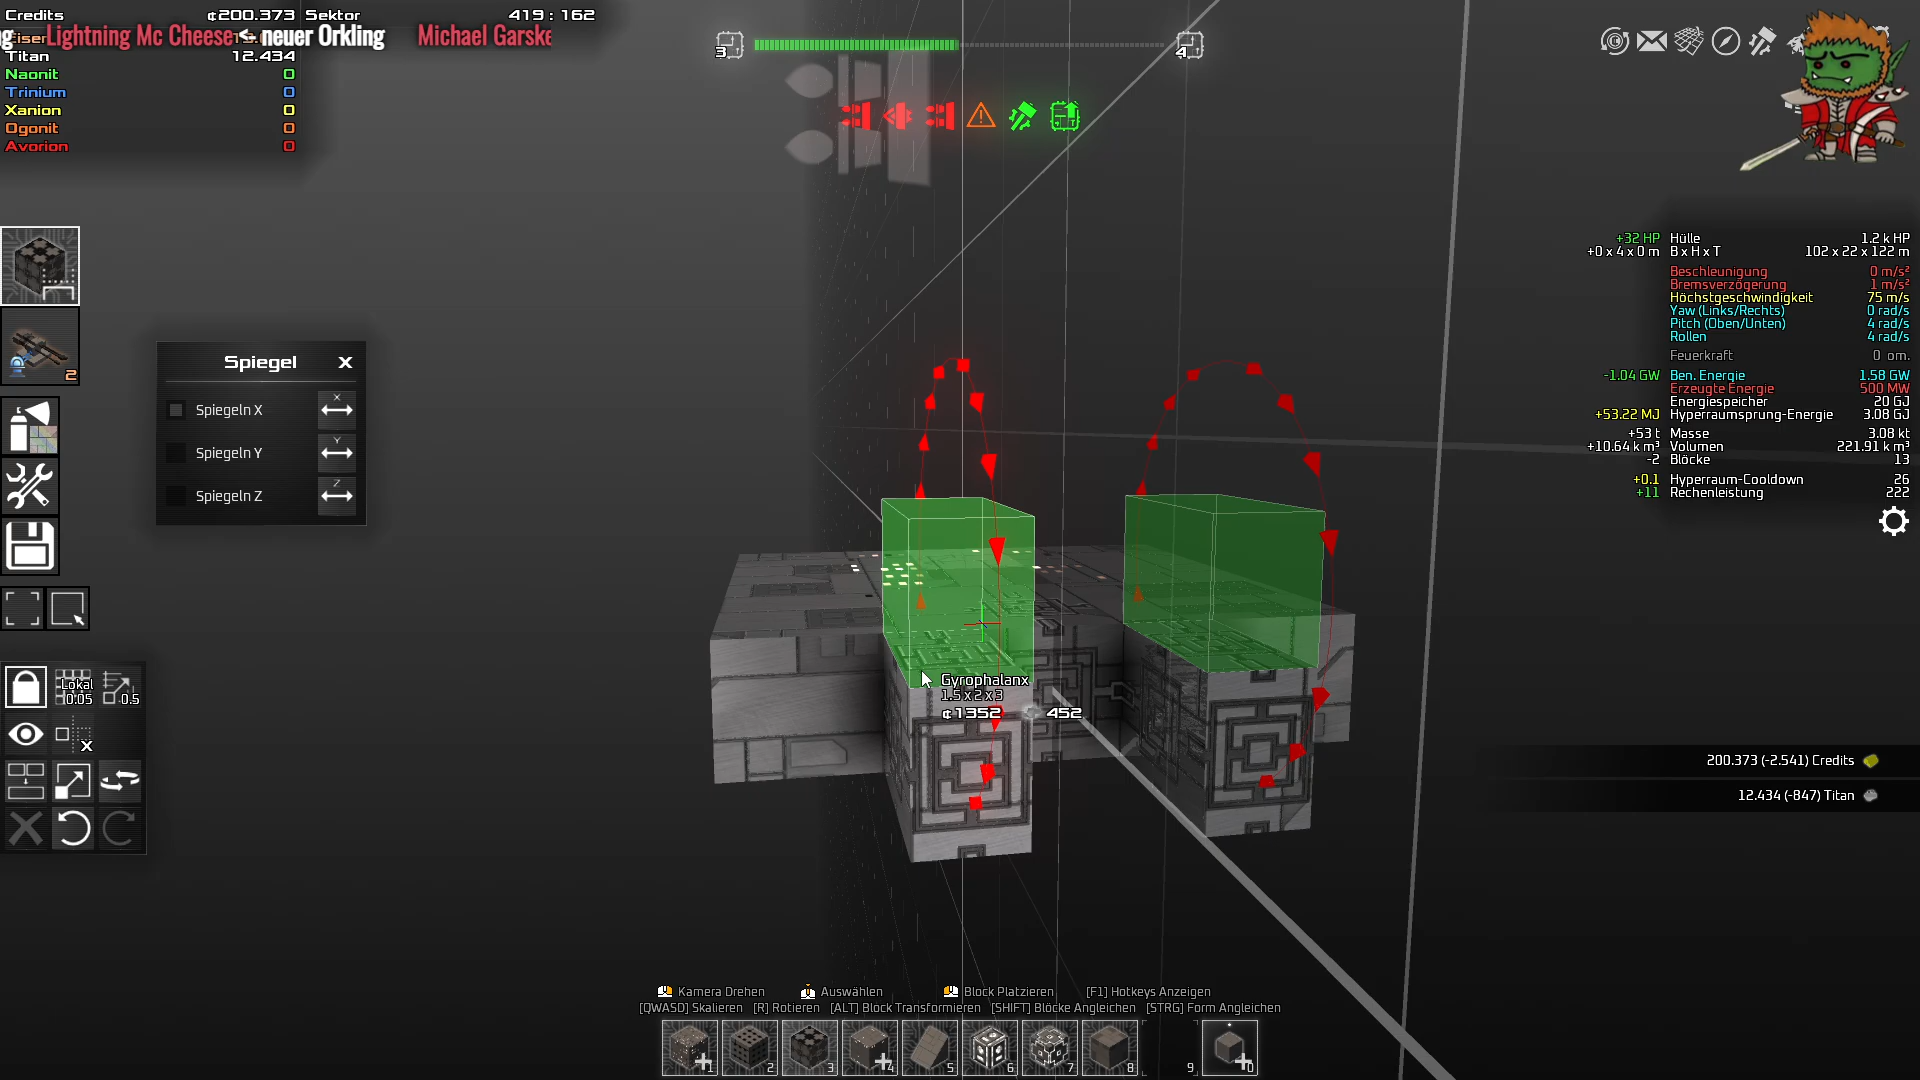 Credits ¢200.373 Sektor 419 : 162
g Lightning Mc Cheese <- neuer Orkling Michael Garske
Titan 12.434
Naonit 0
Trinium 0
Xanion 0
Ogonit 0
Avorion 0
3
4
2
Spiegel X
Spiegeln X X
Spiegeln Y Y
Spiegeln Z Z
Lokal
0.05
0.5
X
+32 HP Hülle 1.2 k HP
+0 x 4 x 0 m B x H x T 102 x 22 x 122 m
Beschleunigung 0 m/s²
Bremsverzögerung 1 m/s²
Höchstgeschwindigkeit 75 m/s
Yaw (Links/Rechts) 0 rad/s
Pitch (Oben/Unten) 4 rad/s
Rollen 4 rad/s
Feuerkraft 0 om.
-1.04 GW Ben. Energie 1.58 GW
Erzeugte Energie 500 MW
Energiespeicher 20 GJ
+53.22 MJ Hyperraumsprung-Energie 3.08 GJ
+53 t Masse 3.08 kt
+10.64 k m³ Volumen 221.91 k m³
-2 Blöcke 13
+0.1 Hyperraum-Cooldown 26
+11 Rechenleistung 222
Gyrophalanx
1.5 x 2 x 3
¢1352 452
200.373 (-2.541) Credits
12.434 (-847) Titan
Kamera Drehen Auswählen Block Platzieren [F1] Hotkeys Anzeigen
[QWASD] Skalieren [R] Rotieren [ALT] Block Transformieren [SHIFT] Blöcke Angleichen [STRG] Form Angleichen
1 2 3 4 5 6 7 8 9 0